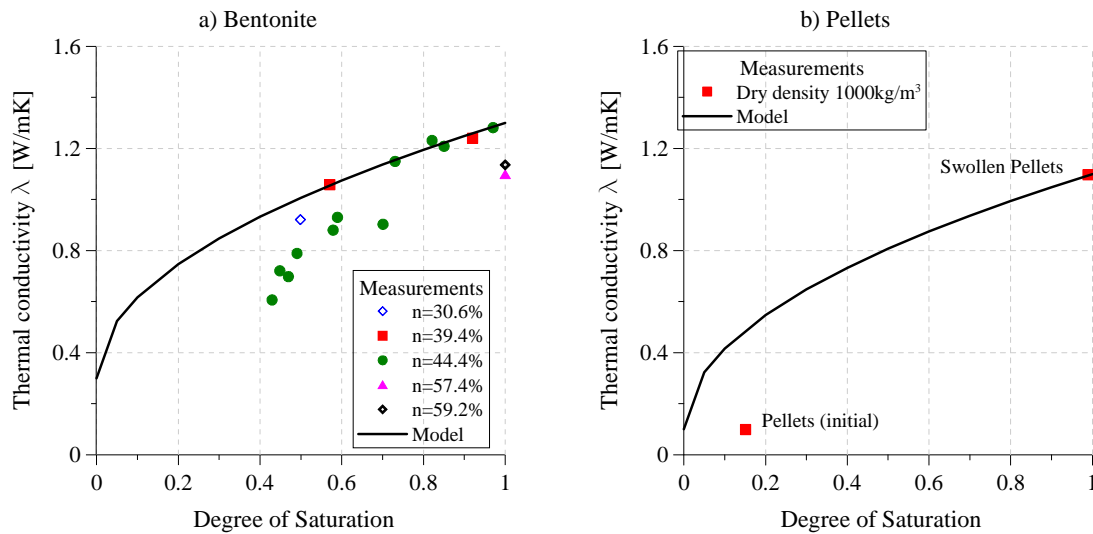 a) Bentonite
Thermal conductivity λ [W/mK]
1.6
1.2
0.8
0.4
0
0
0.2
0.4
0.6
0.8
1
Degree of Saturation
Measurements
n=30.6%
n=39.4%
n=44.4%
n=57.4%
n=59.2%
Model
b) Pellets
Thermal conductivity λ [W/mK]
1.6
1.2
0.8
0.4
0
0
0.2
0.4
0.6
0.8
1
Degree of Saturation
Measurements
Dry density 1000kg/m³
Model
Swollen Pellets
Pellets (initial)